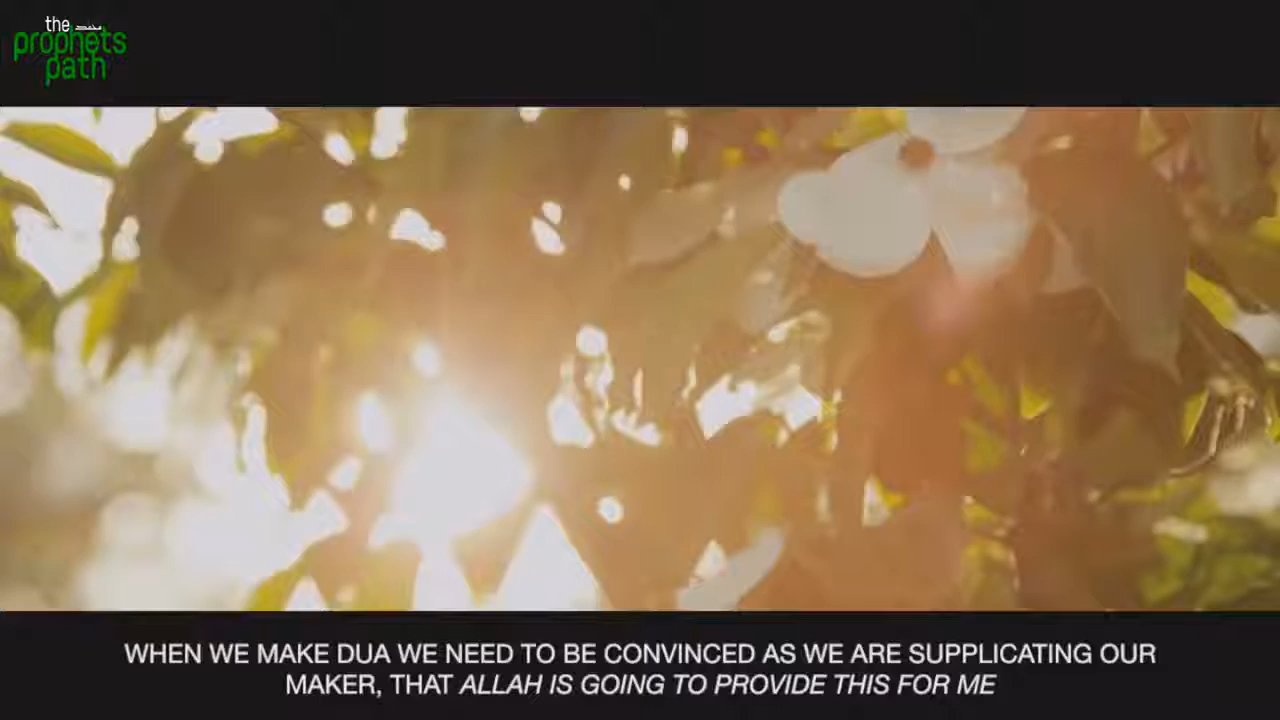 the
prophets
path
WHEN WE MAKE DUA WE NEED TO BE CONVINCED AS WE ARE SUPPLICATING OUR
MAKER, THAT ALLAH IS GOING TO PROVIDE THIS FOR ME